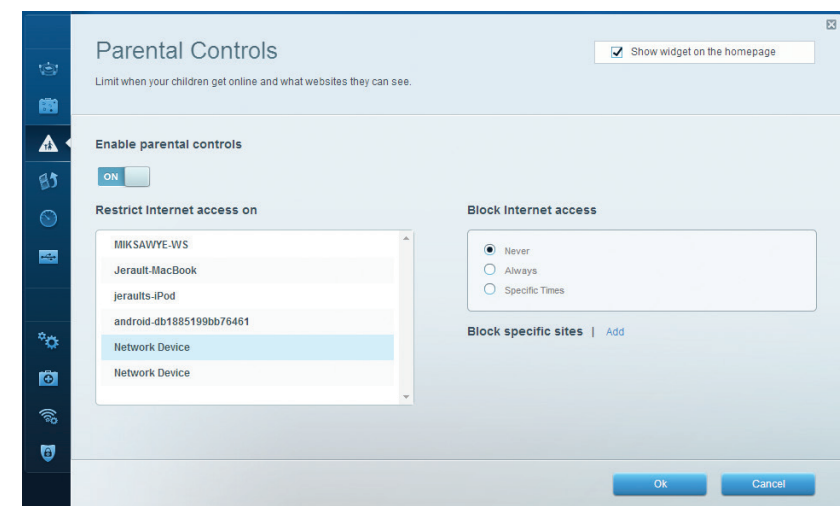 Parental Controls
Show widget on the homepage
Limit when your children get online and what websites they can see.
Enable parental controls
ON
Restrict Internet access on
MIKSAWYE-WS
Jerault-MacBook
jeraults-iPod
android-db1885199bb76461
Network Device
Network Device
Block Internet access
Never
Always
Specific Times
Block specific sites | Add
Ok
Cancel